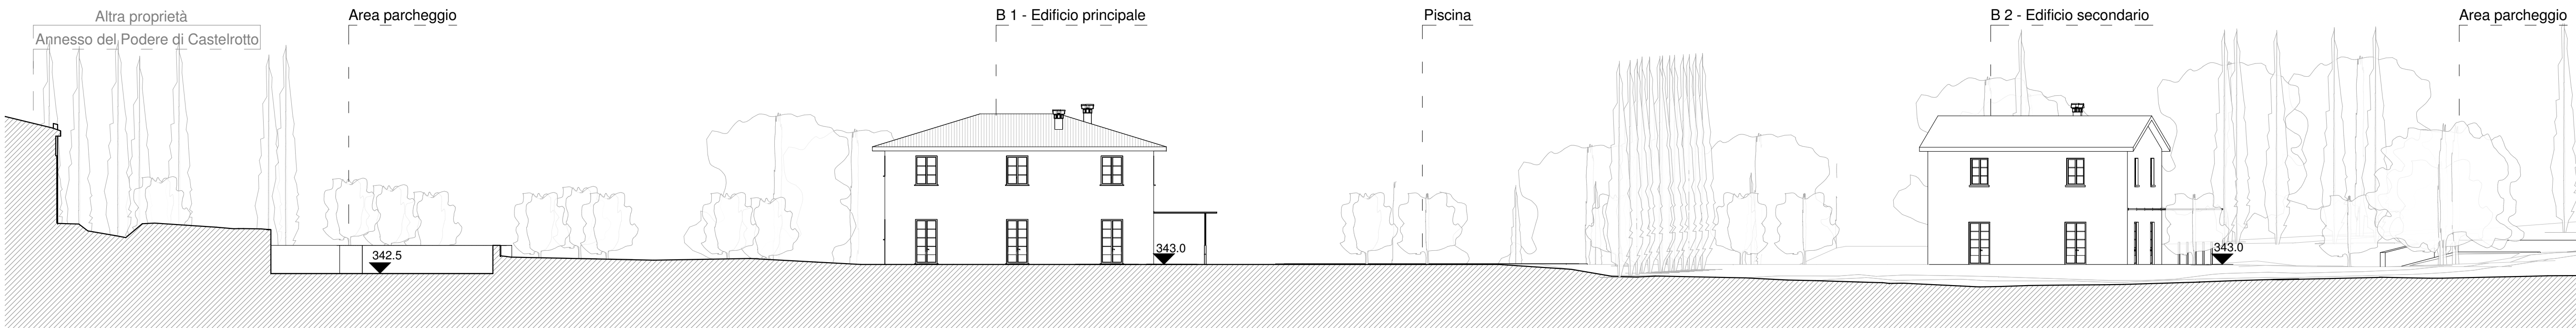 Altra proprietà
Annesso del Podere di Castelrotto
Area parcheggio
B 1 - Edificio principale
Piscina
B 2 - Edificio secondario
Area parcheggio
342.5
343.0
343.0